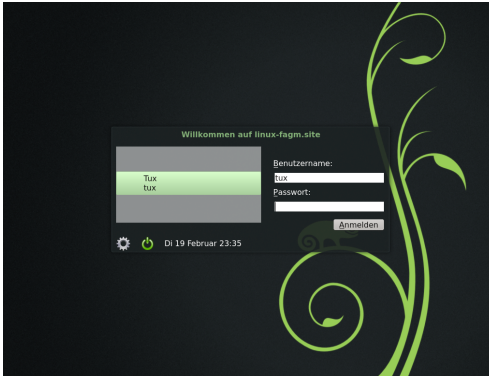 Willkommen auf linux-fagm.site
Tux
tux
Benutzername:
tux
Passwort:
Anmelden
Di 19 Februar 23:35